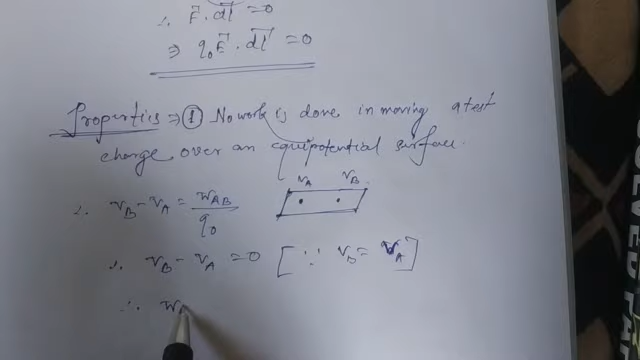 ∴ F⃗ · dl⃗ = 0
⇒ q₀ E⃗ · dl⃗ = 0
Properties ⇒ ① No work is done in moving a test
charge over an equipotential surface.
V_A V_B
∴ V_B - V_A = W_AB / q₀
∴ V_B - V_A = 0 [∵ V_B = V_A]
∴ W